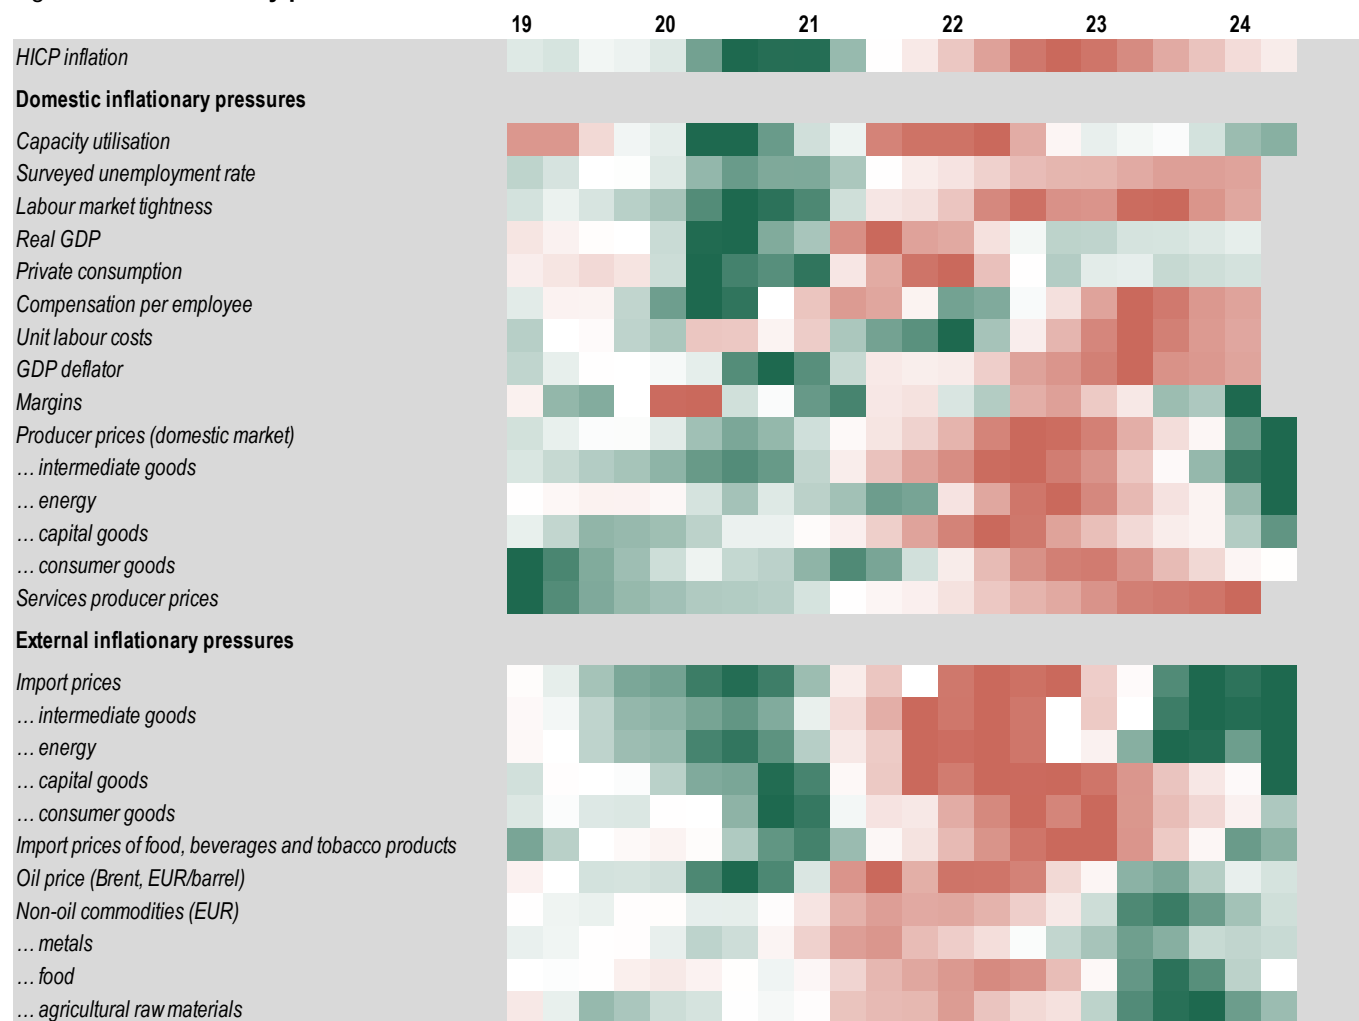 19 20 21 22 23 24
HICP inflation
Domestic inflationary pressures
Capacity utilisation
Surveyed unemployment rate
Labour market tightness
Real GDP
Private consumption
Compensation per employee
Unit labour costs
GDP deflator
Margins
Producer prices (domestic market)
… intermediate goods
… energy
… capital goods
… consumer goods
Services producer prices
External inflationary pressures
Import prices
… intermediate goods
… energy
… capital goods
… consumer goods
Import prices of food, beverages and tobacco products
Oil price (Brent, EUR/barrel)
Non-oil commodities (EUR)
… metals
… food
… agricultural raw materials